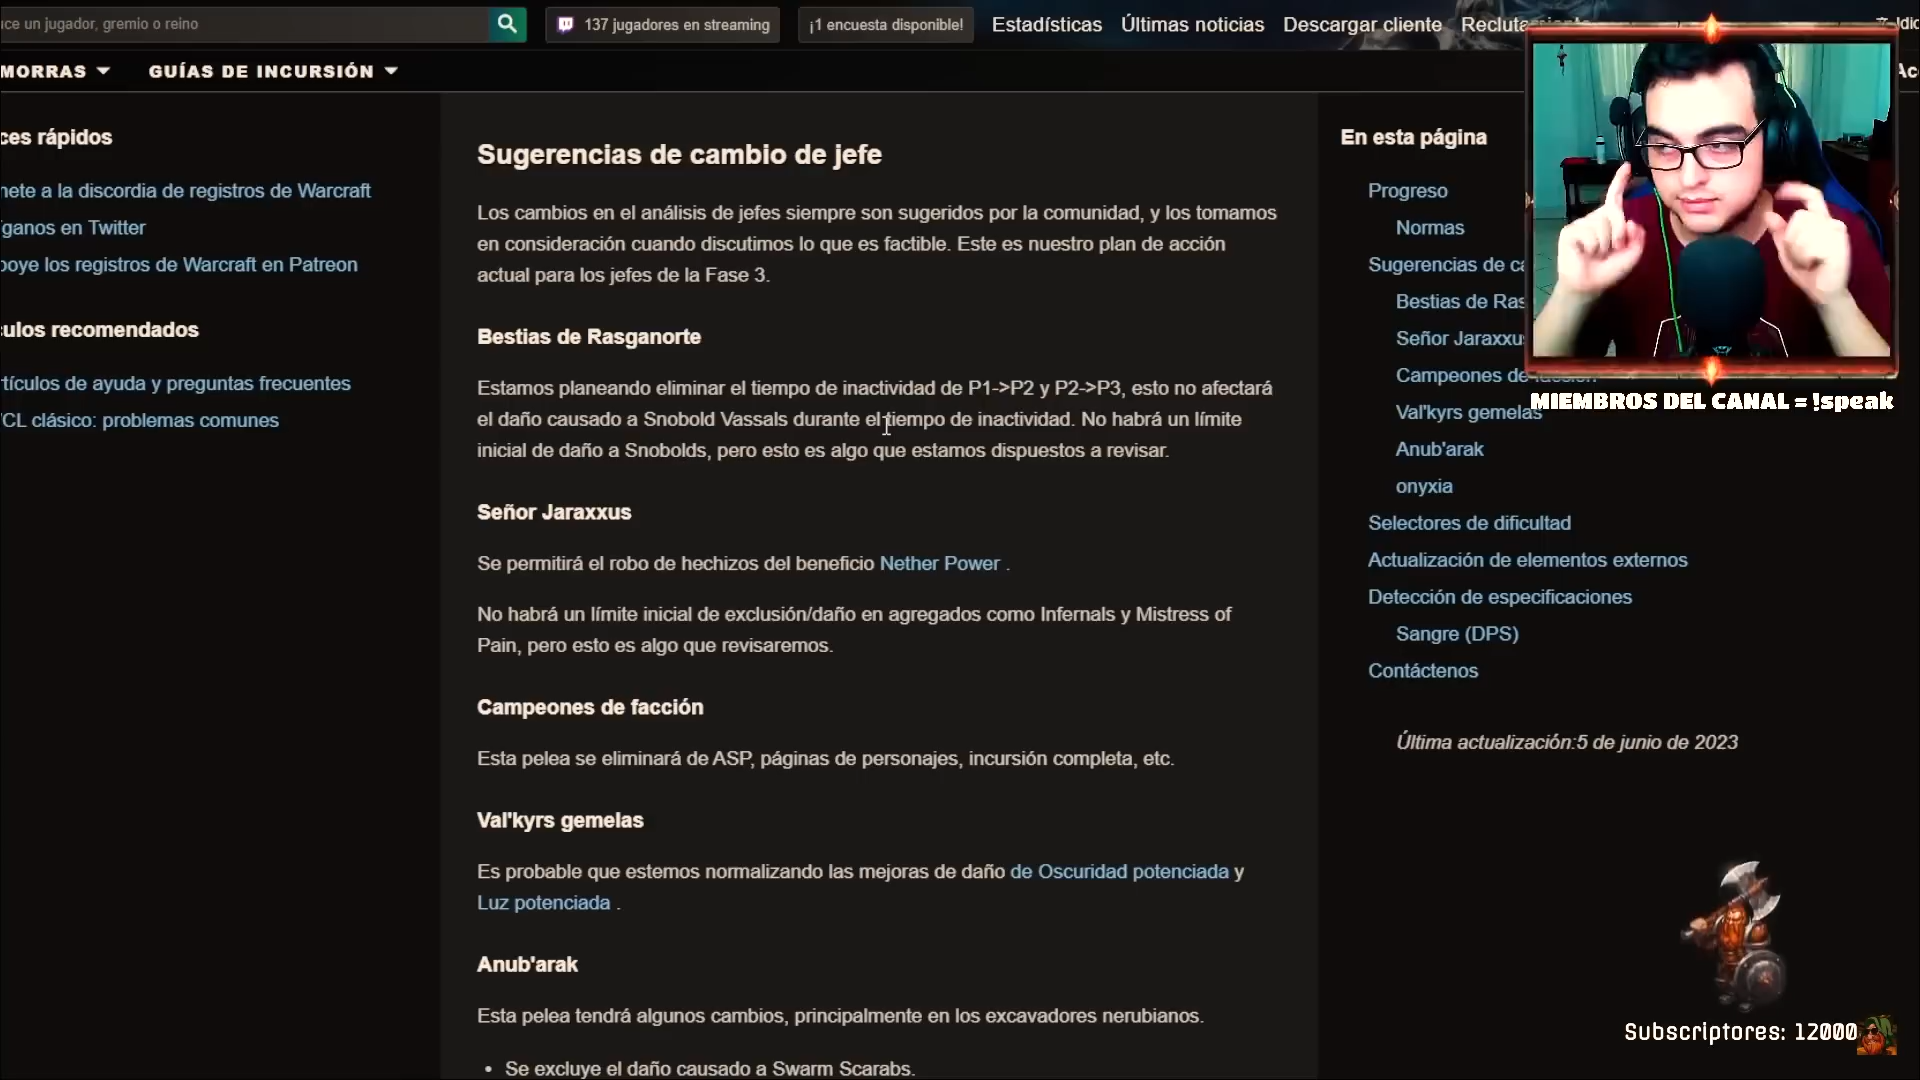 uce un jugador, gremio o reino
137 jugadores en streaming
¡1 encuesta disponible!
Estadísticas
Últimas noticias
Descargar cliente
MORRAS
GUÍAS DE INCURSIÓN
ces rápidos
nete a la discordia de registros de Warcraft
ganos en Twitter
poye los registros de Warcraft en Patreon
culos recomendados
rtículos de ayuda y preguntas frecuentes
CL clásico: problemas comunes
Sugerencias de cambio de jefe
Los cambios en el análisis de jefes siempre son sugeridos por la comunidad, y los tomamos
en consideración cuando discutimos lo que es factible. Este es nuestro plan de acción
actual para los jefes de la Fase 3.
Bestias de Rasganorte
Estamos planeando eliminar el tiempo de inactividad de P1->P2 y P2->P3, esto no afectará
el daño causado a Snobold Vassals durante el tiempo de inactividad. No habrá un límite
inicial de daño a Snobolds, pero esto es algo que estamos dispuestos a revisar.
Señor Jaraxxus
Se permitirá el robo de hechizos del beneficio Nether Power .
No habrá un límite inicial de exclusión/daño en agregados como Infernals y Mistress of
Pain, pero esto es algo que revisaremos.
Campeones de facción
Esta pelea se eliminará de ASP, páginas de personajes, incursión completa, etc.
Val'kyrs gemelas
Es probable que estemos normalizando las mejoras de daño de Oscuridad potenciada y
Luz potenciada .
Anub'arak
Esta pelea tendrá algunos cambios, principalmente en los excavadores nerubianos.
• Se excluye el daño causado a Swarm Scarabs.
En esta página
Progreso
Normas
Sugerencias de ca
Bestias de Ras
Señor Jaraxxus
Campeones de
Val'kyrs gemelas
Anub'arak
onyxia
Selectores de dificultad
Actualización de elementos externos
Detección de especificaciones
Sangre (DPS)
Contáctenos
Última actualización:5 de junio de 2023
MIEMBROS DEL CANAL = !speak
Subscriptores: 12000